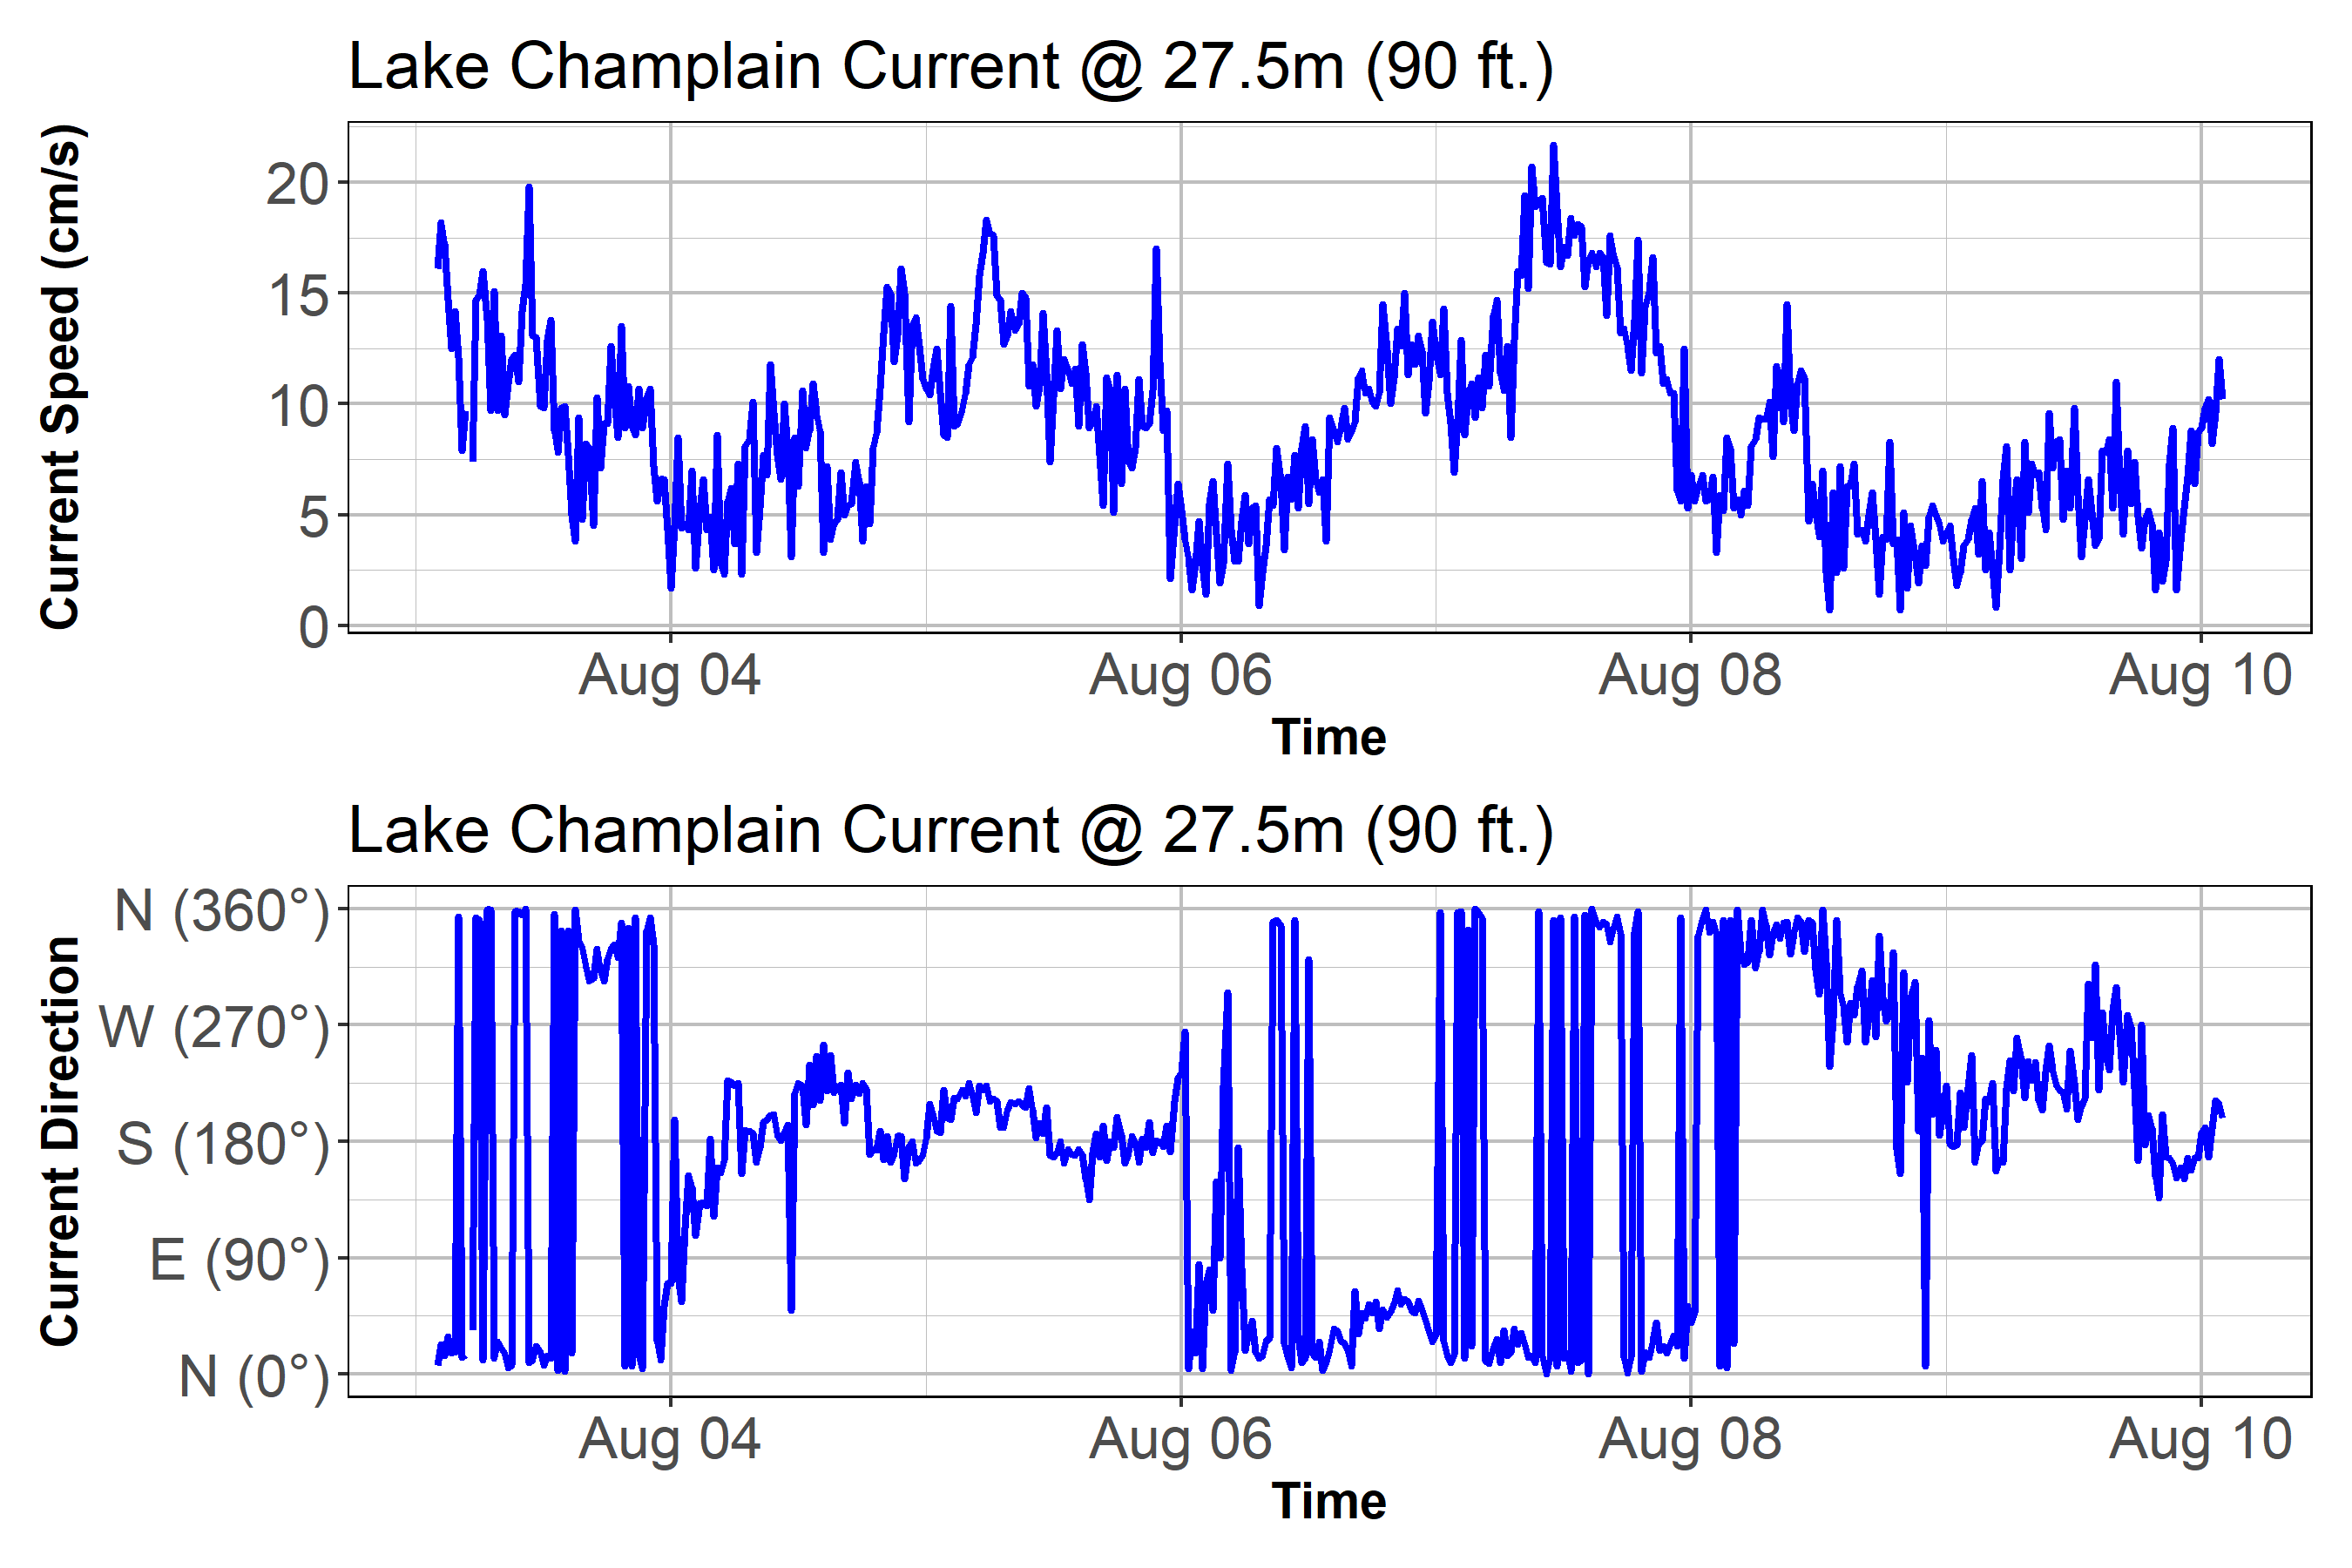 Lake Champlain Current @ 27.5m (90 ft.)
Current Speed (cm/s)
20
15
10
5
0
Aug 04 Aug 06 Aug 08 Aug 10
Time
Lake Champlain Current @ 27.5m (90 ft.)
Current Direction
N (360°)
W (270°)
S (180°)
E (90°)
N (0°)
Aug 04 Aug 06 Aug 08 Aug 10
Time